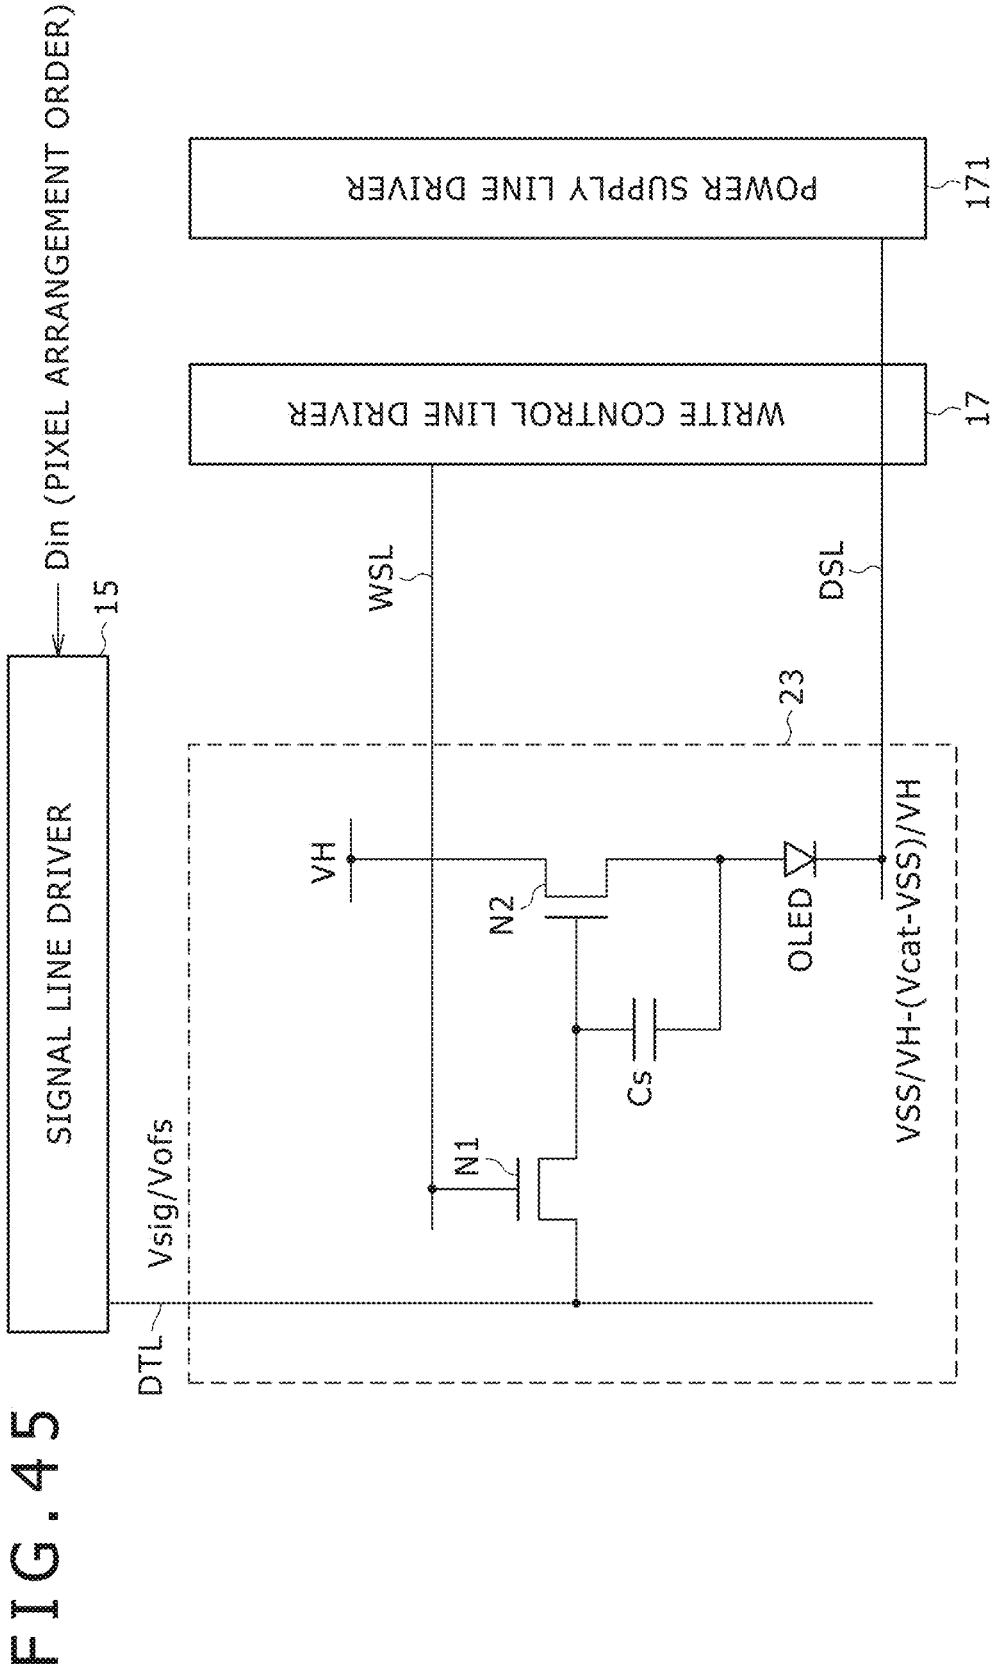 FIG.45
SIGNAL LINE DRIVER
Din (PIXEL ARRANGEMENT ORDER)
15
DTL
Vsig/Vofs
VH
WSL
N1
N2
Cs
OLED
23
DSL
VSS/VH-(Vcat-VSS)/VH
WRITE CONTROL LINE DRIVER
17
POWER SUPPLY LINE DRIVER
171